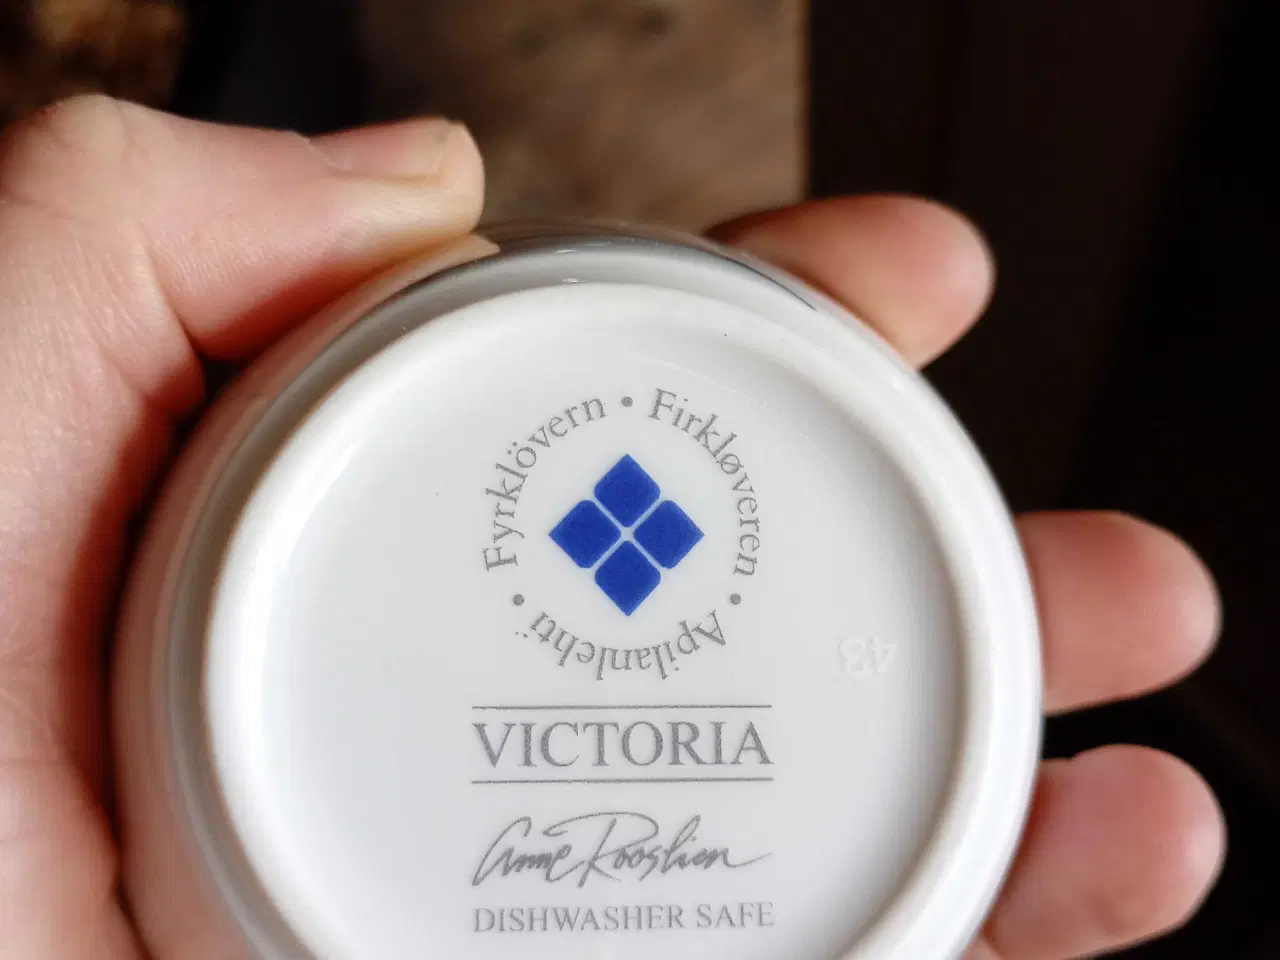 Fyrklövern • Firkløveren • Apilanlehti •
43
VICTORIA
Anne Rooslien
DISHWASHER SAFE